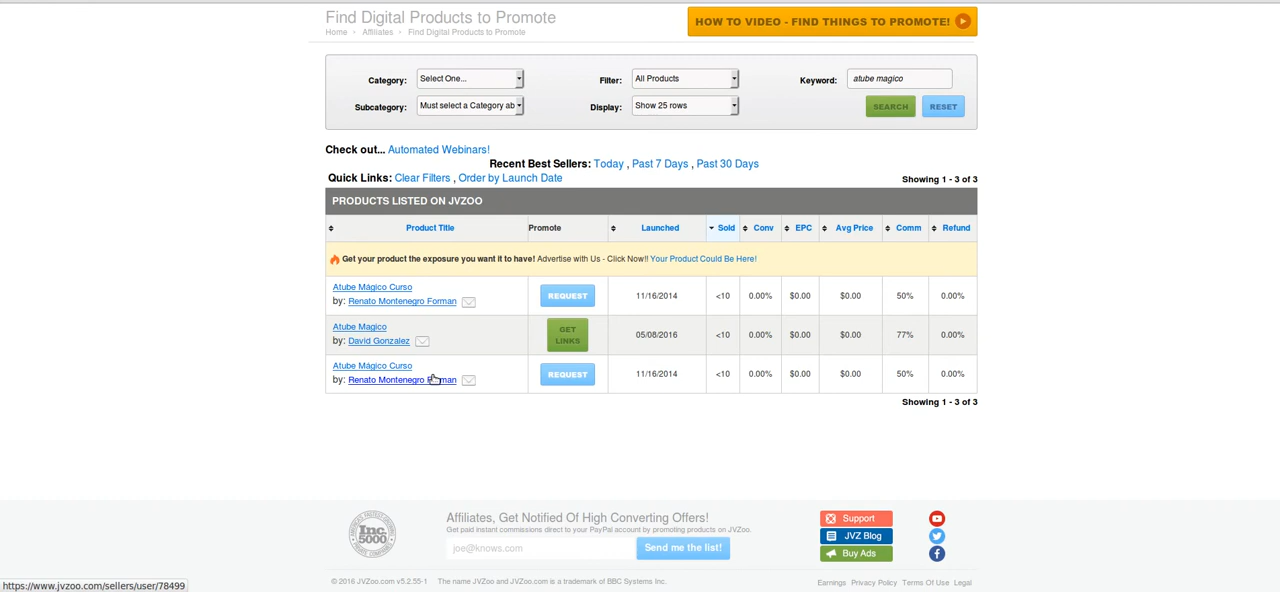 Find Digital Products to Promote
Home › Affiliates › Find Digital Products to Promote
HOW TO VIDEO - FIND THINGS TO PROMOTE!
Category: Select One... Filter: All Products Keyword: atube magico
Subcategory: Must select a Category ab Display: Show 25 rows SEARCH RESET
Check out... Automated Webinars!
Recent Best Sellers: Today , Past 7 Days , Past 30 Days
Quick Links: Clear Filters , Order by Launch Date Showing 1 - 3 of 3
PRODUCTS LISTED ON JVZOO
Product Title Promote Launched Sold Conv EPC Avg Price Comm Refund
Get your product the exposure you want it to have! Advertise with Us - Click Now!! Your Product Could Be Here!
Atube Mágico Curso
by: Renato Montenegro Forman REQUEST 11/16/2014 <10 0.00% $0.00 $0.00 50% 0.00%
Atube Magico
by: David Gonzalez GET LINKS 05/08/2016 <10 0.00% $0.00 $0.00 77% 0.00%
Atube Mágico Curso
by: Renato Montenegro Forman REQUEST 11/16/2014 <10 0.00% $0.00 $0.00 50% 0.00%
Showing 1 - 3 of 3
Inc. 5000
Affiliates, Get Notified Of High Converting Offers!
Get paid instant commissions direct to your PayPal account by promoting products on JVZoo.
joe@knows.com Send me the list!
Support
JVZ Blog
Buy Ads
© 2016 JVZoo.com v5.2.55-1 The name JVZoo and JVZoo.com is a trademark of BBC Systems Inc.
Earnings Privacy Policy Terms Of Use Legal
https://www.jvzoo.com/sellers/user/78499